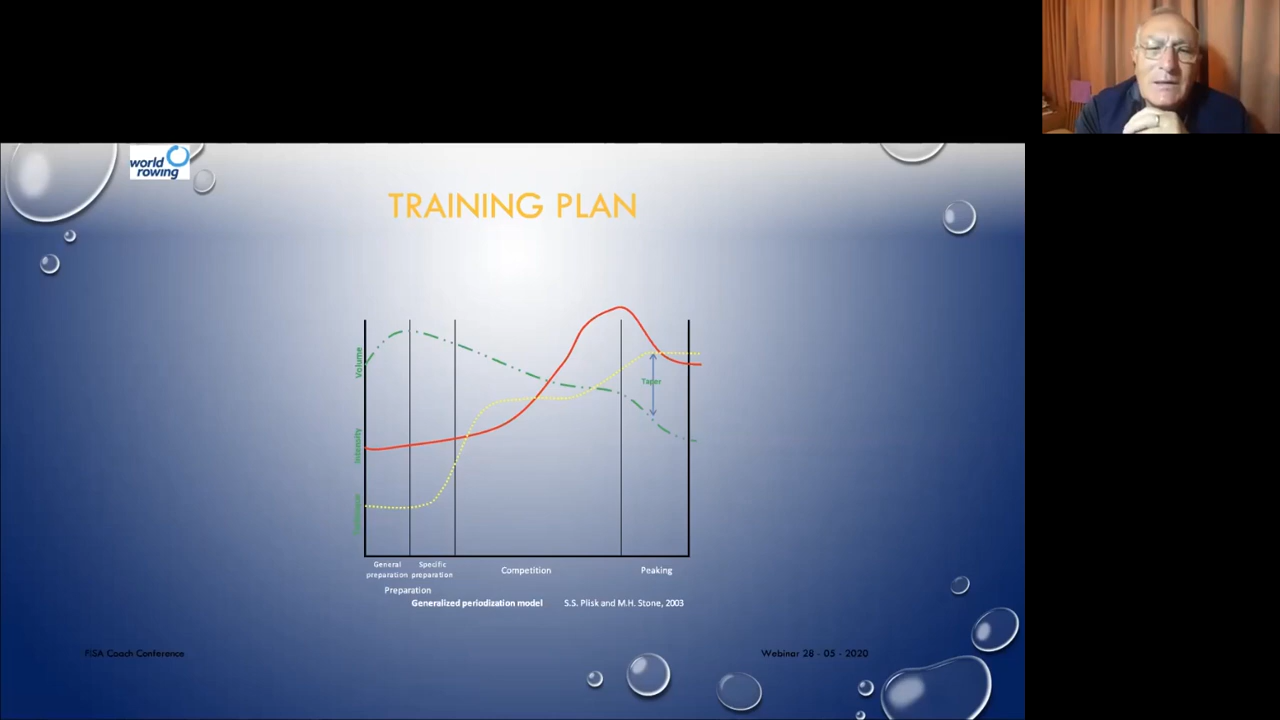 world
rowing
TRAINING PLAN
Volume
Intensity
Taper
General
preparation
Specific
preparation
Competition
Peaking
Preparation
Generalized periodization model
S.S. Plisk and M.H. Stone, 2003
FISA Coach Conference
Webinar 28 - 05 - 2020